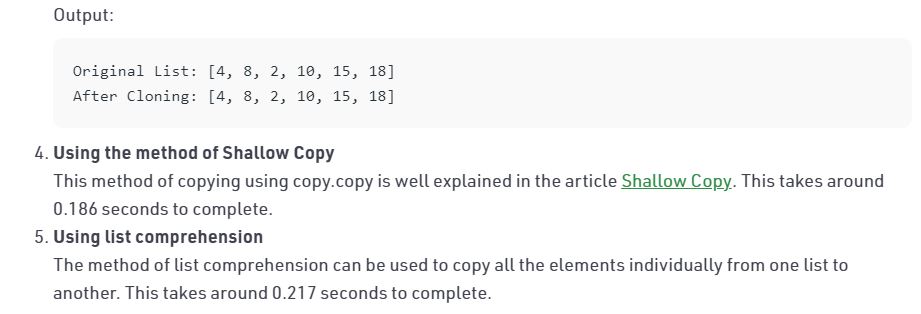 Output:
Original List: [4, 8, 2, 10, 15, 18]
After Cloning: [4, 8, 2, 10, 15, 18]
4. Using the method of Shallow Copy
This method of copying using copy.copy is well explained in the article Shallow Copy. This takes around
0.186 seconds to complete.
5. Using list comprehension
The method of list comprehension can be used to copy all the elements individually from one list to
another. This takes around 0.217 seconds to complete.